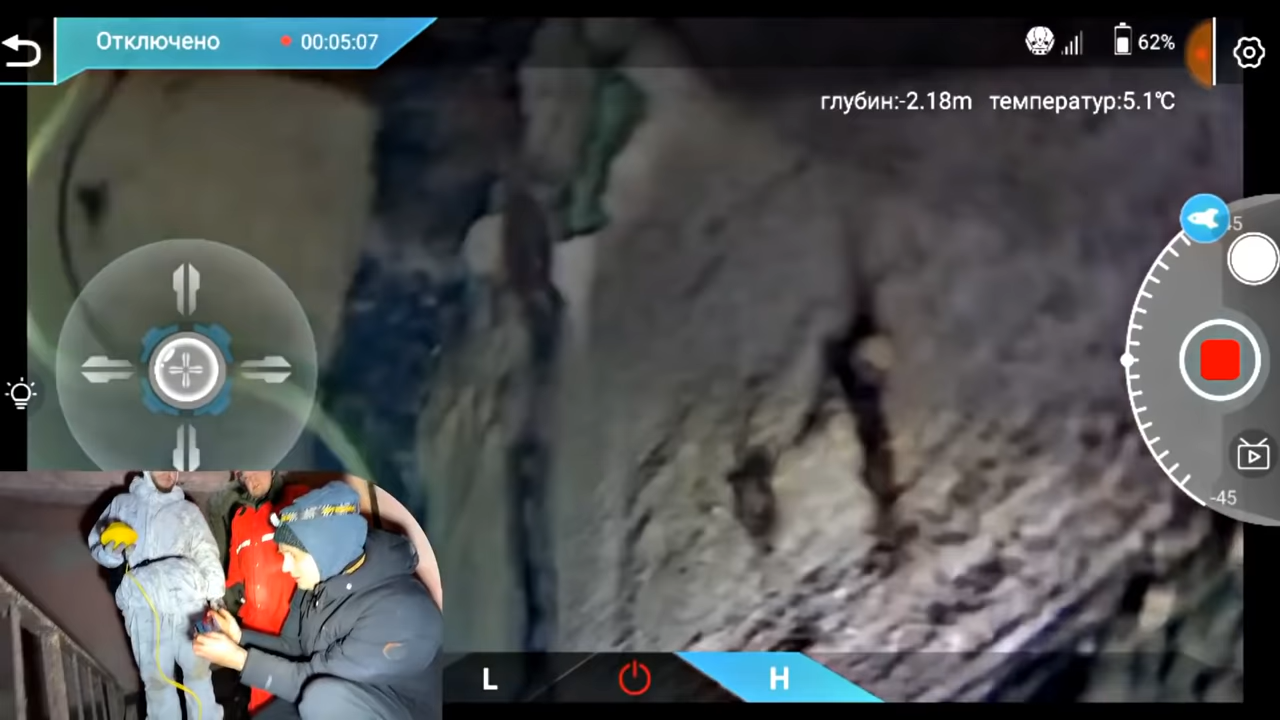 Отключено
00:05:07
62%
глубин:-2.18m температур:5.1℃
45
-45
L
H